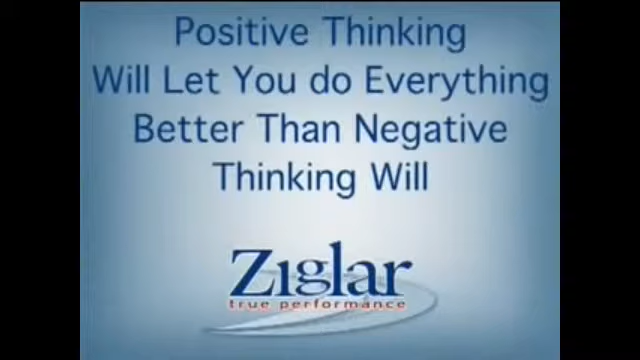 Positive Thinking
Will Let You do Everything
Better Than Negative
Thinking Will
Ziglar
true performance